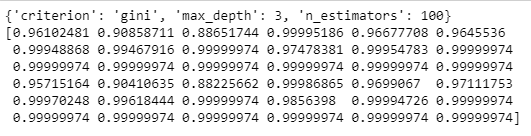 {'criterion': 'gini', 'max_depth': 3, 'n_estimators': 100}
[0.96102481 0.90858711 0.88651744 0.99995186 0.96677708 0.9645536
0.99948868 0.99467916 0.99999974 0.97478381 0.99954783 0.99999974
0.99999974 0.99999974 0.99999974 0.99999974 0.99999974 0.99999974
0.95715164 0.90410635 0.88225662 0.99986865 0.9669067  0.97111753
0.99970248 0.99618444 0.99999974 0.9856398  0.99994726 0.99999974
0.99999974 0.99999974 0.99999974 0.99999974 0.99999974 0.99999974]